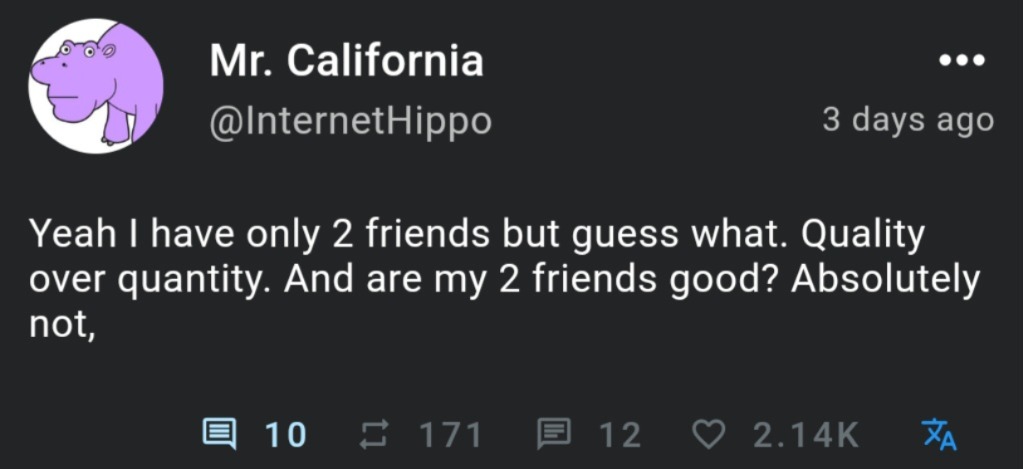 Mr. California
@InternetHippo
3 days ago
Yeah I have only 2 friends but guess what. Quality
over quantity. And are my 2 friends good? Absolutely
not,
10 171 12 2.14K